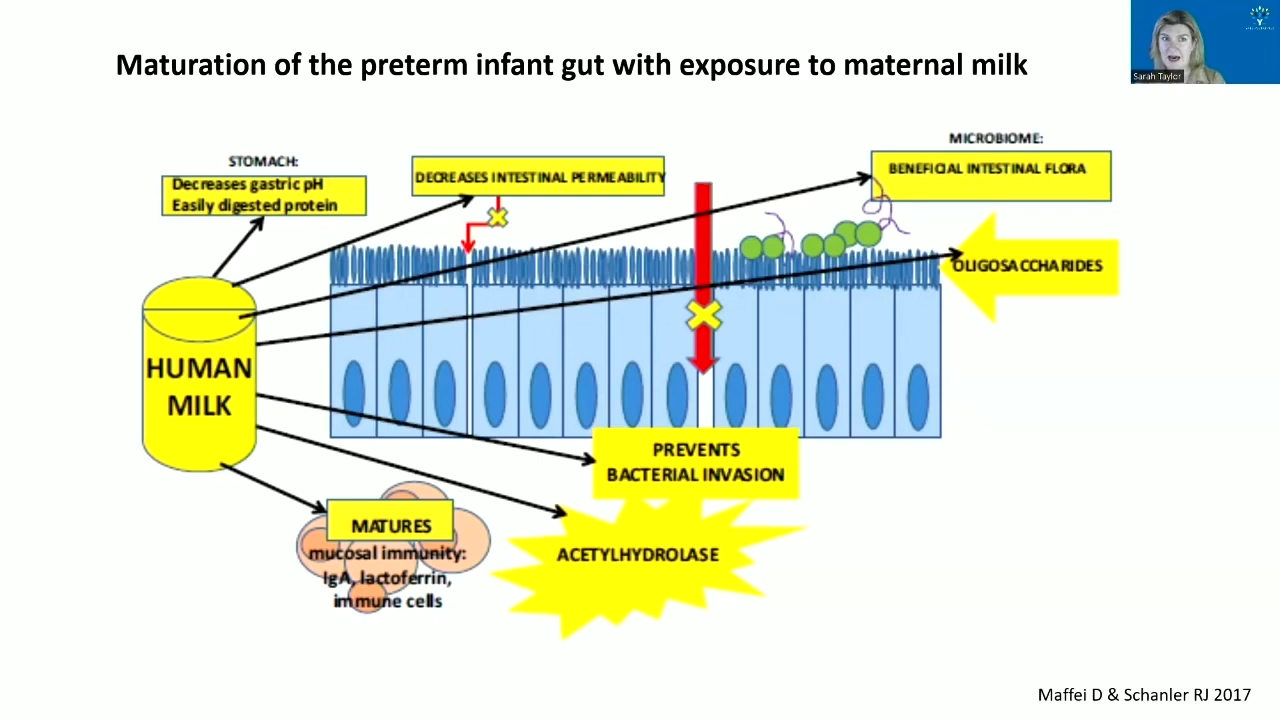 Maturation of the preterm infant gut with exposure to maternal milk
Sarah Taylor
MICROBIOME:
STOMACH:
Decreases gastric pH
Easily digested protein
DECREASES INTESTINAL PERMEABILITY
BENEFICIAL INTESTINAL FLORA
OLIGOSACCHARIDES
HUMAN
MILK
PREVENTS
BACTERIAL INVASION
MATURES
mucosal immunity:
IgA, lactoferrin,
immune cells
ACETYLHYDROLASE
Maffei D & Schanler RJ 2017